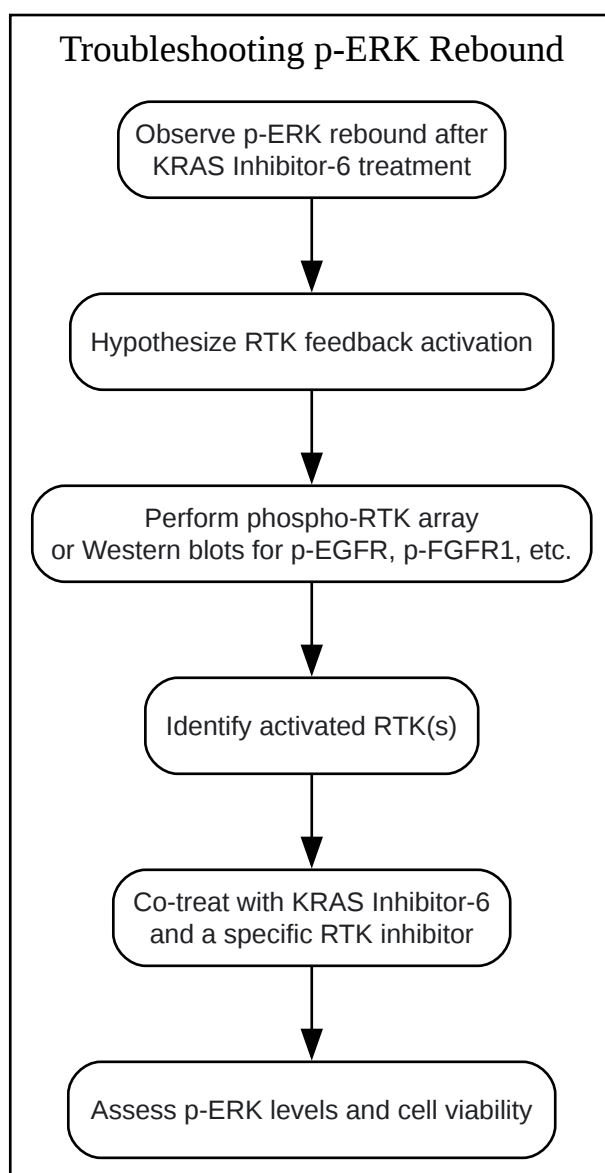 Troubleshooting p-ERK Rebound
Observe p-ERK rebound after
KRAS Inhibitor-6 treatment
Hypothesize RTK feedback activation
Perform phospho-RTK array
or Western blots for p-EGFR, p-FGFR1, etc.
Identify activated RTK(s)
Co-treat with KRAS Inhibitor-6
and a specific RTK inhibitor
Assess p-ERK levels and cell viability